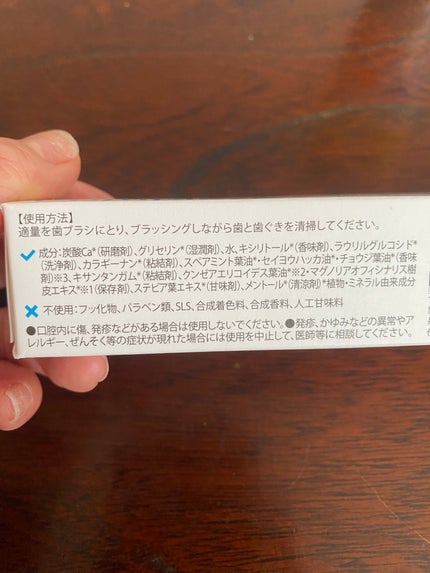 【使用方法】
適量を歯ブラシにとり、ブラッシングしながら歯と歯ぐきを清掃してください。
成分:炭酸Ca*(研磨剤)、グリセリン*(湿潤剤)、水、キシリトール*(香味剤)、ラウリルグルコシド*
(洗浄剤)、カラギーナン*(粘結剤)、スペアミント葉油*・セイヨウハッカ油*・チョウジ葉油*(香味
剤)※3、キサンタンガム*(粘結剤)、クンゼアエリコイデス葉油*※2・マグノリアオフィシナリス樹
皮エキス*※1(保存剤)、ステビア葉エキス*(甘味剤)、メントール*(清涼剤)*植物・ミネラル由来成分
不使用:フッ化物、パラベン類、SLS、合成着色料、合成香料、人工甘味料
●口腔内に傷、発疹などがある場合は使用しないでください。●発疹、かゆみなどの異常やア
レルギー、ぜんそく等の症状が現れた場合には使用を中止して、医師等に相談してください。